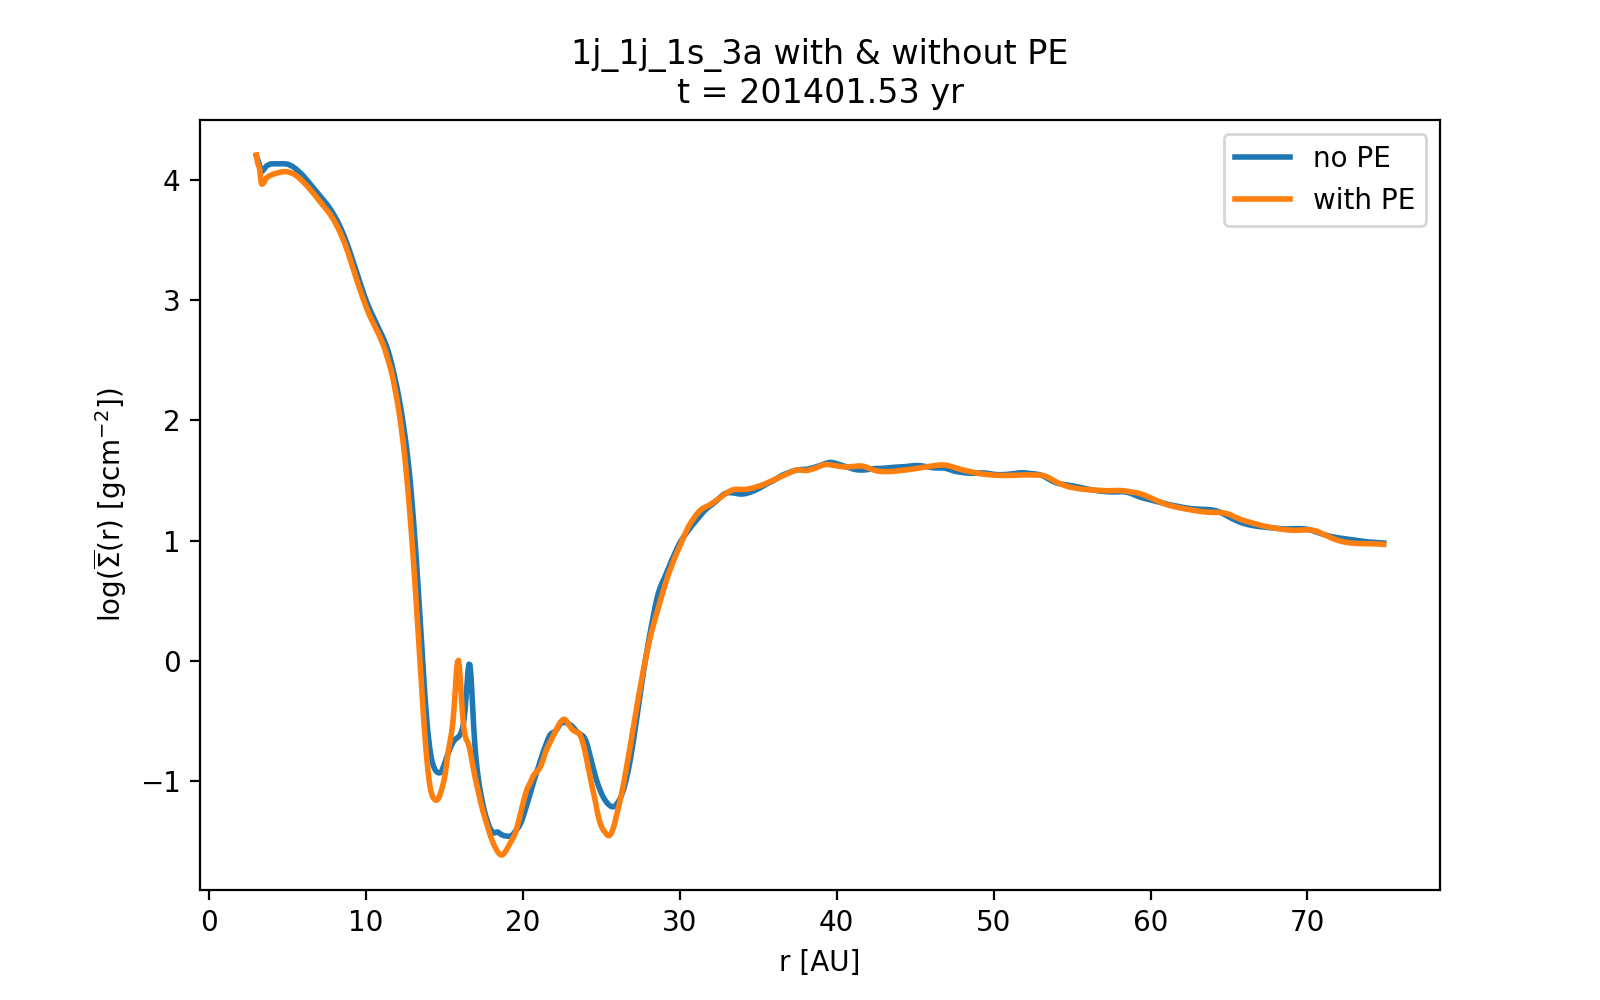 1j_1j_1s_3a with & without PE
t = 201401.53 yr
no PE
with PE
4
3
2
1
0
−1
log(Σ̅(r) [gcm⁻²])
0 10 20 30 40 50 60 70
r [AU]